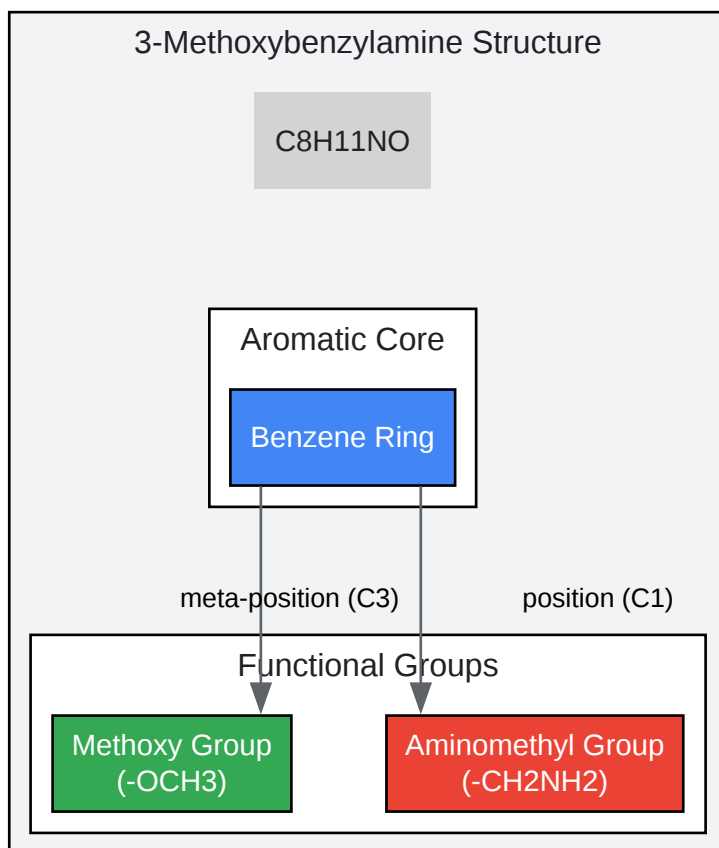 3-Methoxybenzylamine Structure
C8H11NO
Aromatic Core
Benzene Ring
meta-position (C3)
position (C1)
Functional Groups
Methoxy Group
(-OCH3)
Aminomethyl Group
(-CH2NH2)